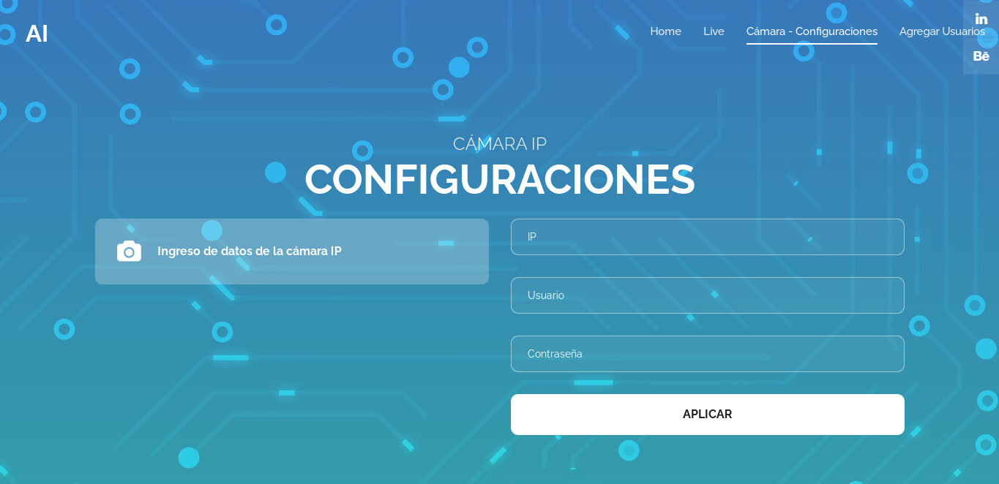 AI
Home
Live
Cámara - Configuraciones
Agregar Usuarios
in
Bē
CÁMARA IP
CONFIGURACIONES
Ingreso de datos de la cámara IP
IP
Usuario
Contraseña
APLICAR